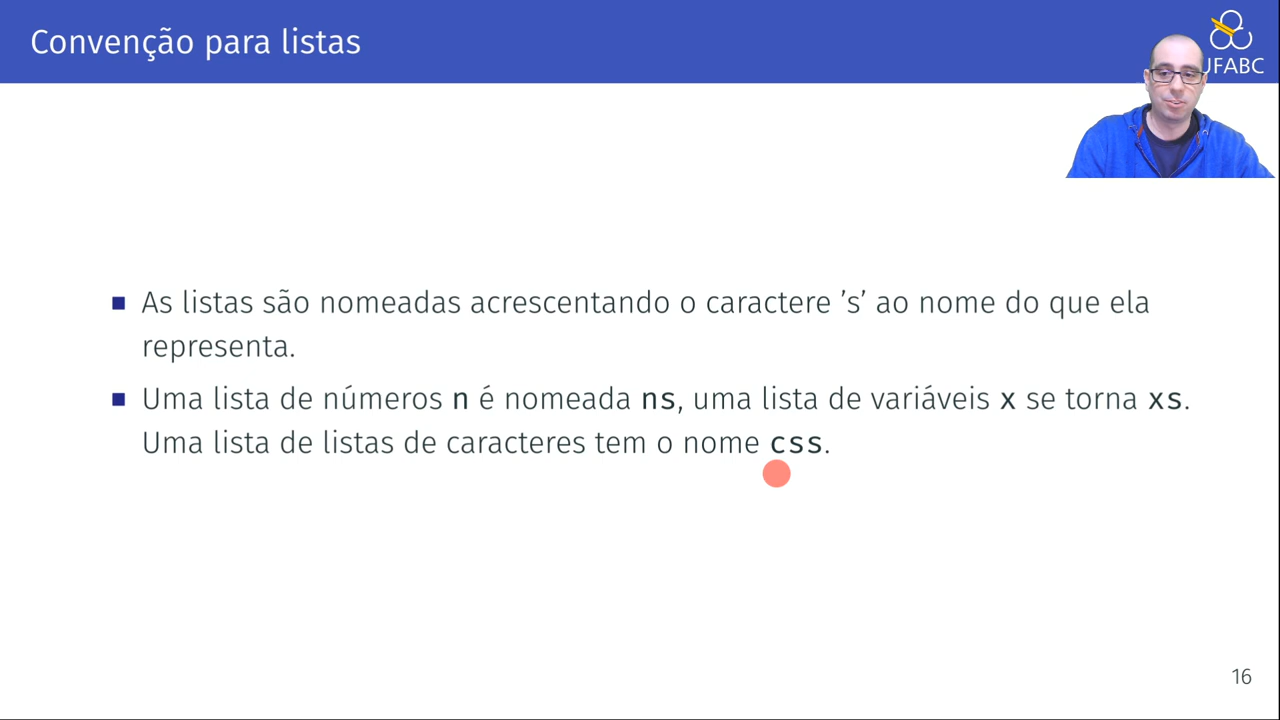 Convenção para listas
UFABC
■ As listas são nomeadas acrescentando o caractere ’s’ ao nome do que ela
representa.
■ Uma lista de números n é nomeada ns, uma lista de variáveis x se torna xs.
Uma lista de listas de caracteres tem o nome css.
16